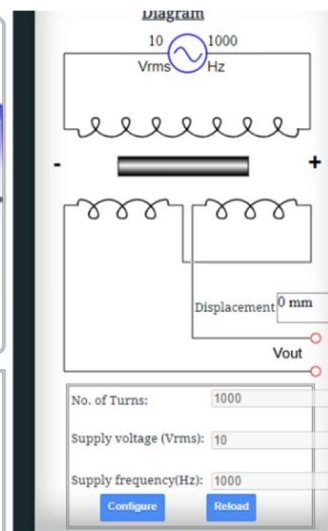 Diagram
10 1000
Vrms Hz
- +
Displacement 0 mm
Vout
No. of Turns: 1000
Supply voltage (Vrms): 10
Supply frequency(Hz): 1000
Configure Reload